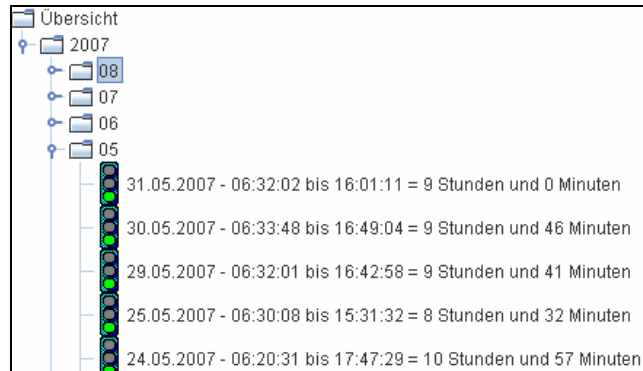 Übersicht
2007
08
07
06
05
31.05.2007 - 06:32:02 bis 16:01:11 = 9 Stunden und 0 Minuten
30.05.2007 - 06:33:48 bis 16:49:04 = 9 Stunden und 46 Minuten
29.05.2007 - 06:32:01 bis 16:42:58 = 9 Stunden und 41 Minuten
25.05.2007 - 06:30:08 bis 15:31:32 = 8 Stunden und 32 Minuten
24.05.2007 - 06:20:31 bis 17:47:29 = 10 Stunden und 57 Minuten